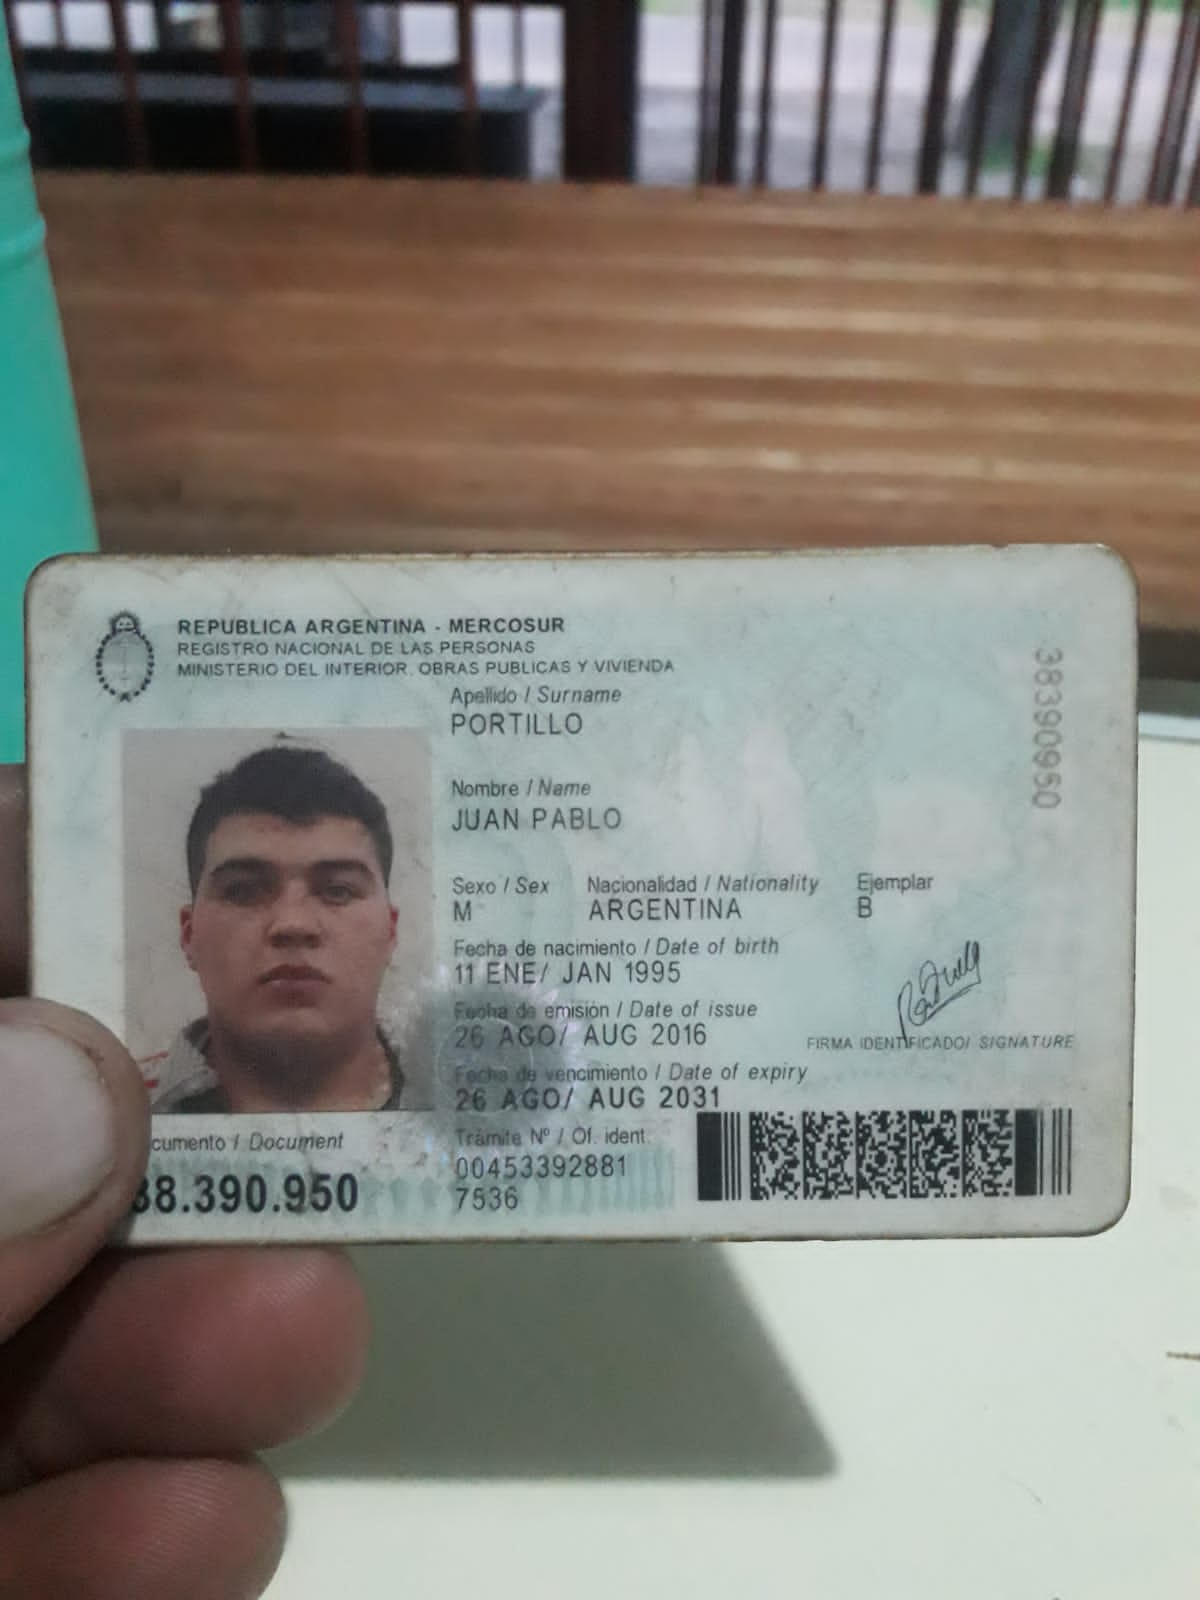 REPUBLICA ARGENTINA - MERCOSUR
REGISTRO NACIONAL DE LAS PERSONAS
MINISTERIO DEL INTERIOR, OBRAS PUBLICAS Y VIVIENDA
Apellido / Surname
PORTILLO
Nombre / Name
JUAN PABLO
Sexo / Sex Nacionalidad / Nationality Ejemplar
M ARGENTINA B
Fecha de nacimiento / Date of birth
11 ENE/ JAN 1995
Fecha de emisión / Date of issue
26 AGO/ AUG 2016
FIRMA IDENTIFICADO/ SIGNATURE
Fecha de vencimiento / Date of expiry
26 AGO/ AUG 2031
cumento / Document
38.390.950
Trámite Nº / Of. ident.
00453392881
7536
38390950